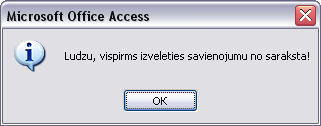 Microsoft Office Access
Ludzu, vispirms izveleties savienojumu no saraksta!
OK